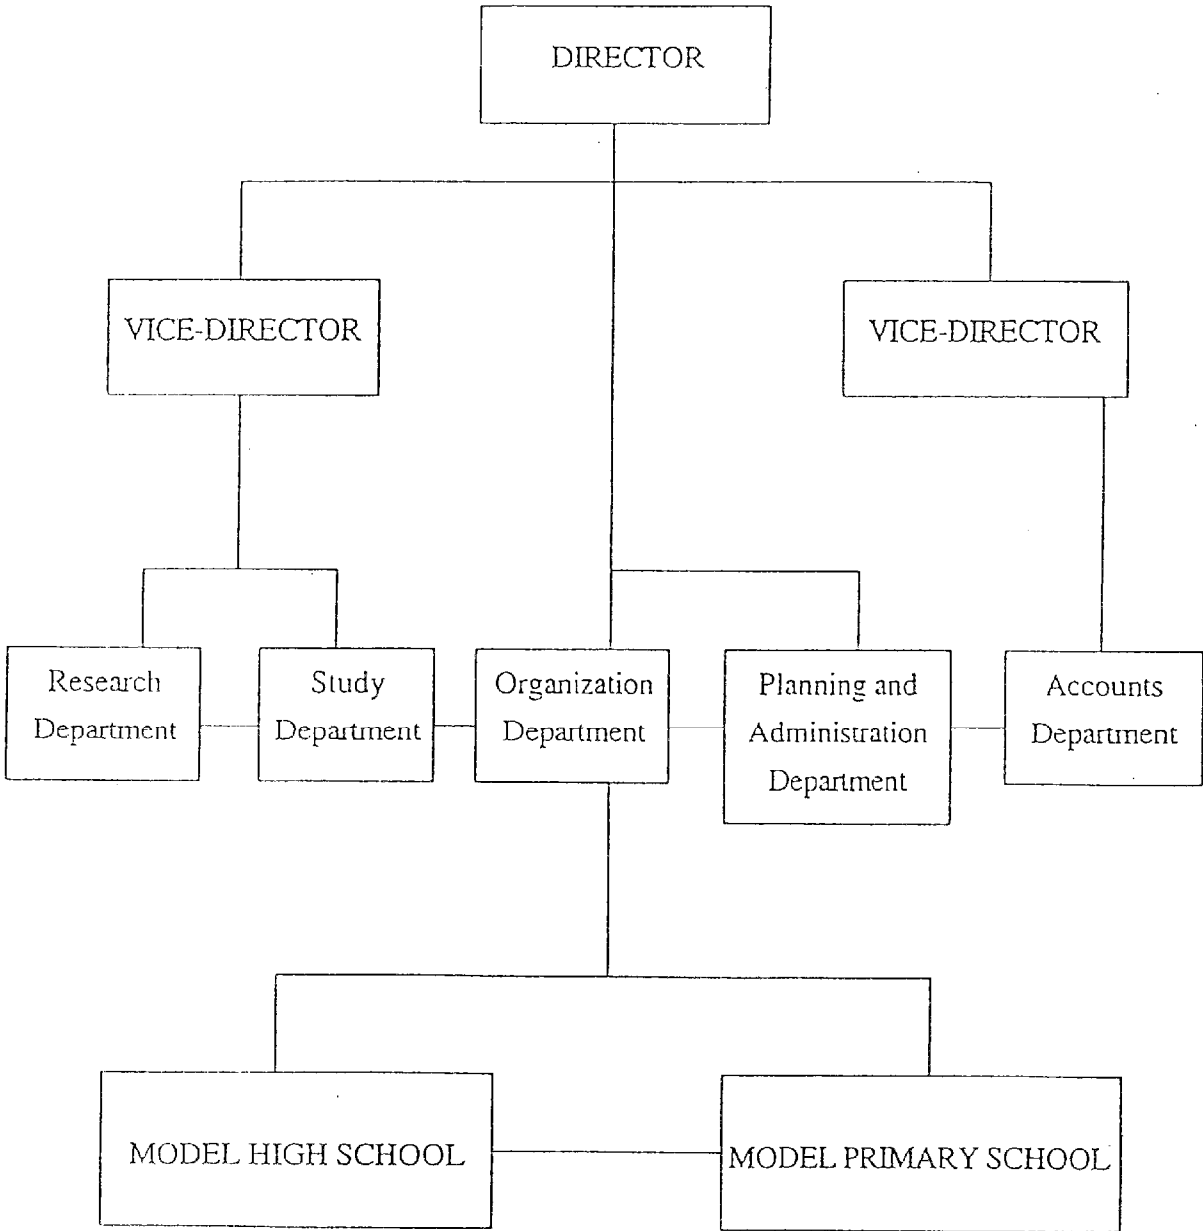 DIRECTOR
VICE-DIRECTOR
VICE-DIRECTOR
Research
Department
Study
Department
Organization
Department
Planning and
Administration
Department
Accounts
Department
MODEL HIGH SCHOOL
MODEL PRIMARY SCHOOL